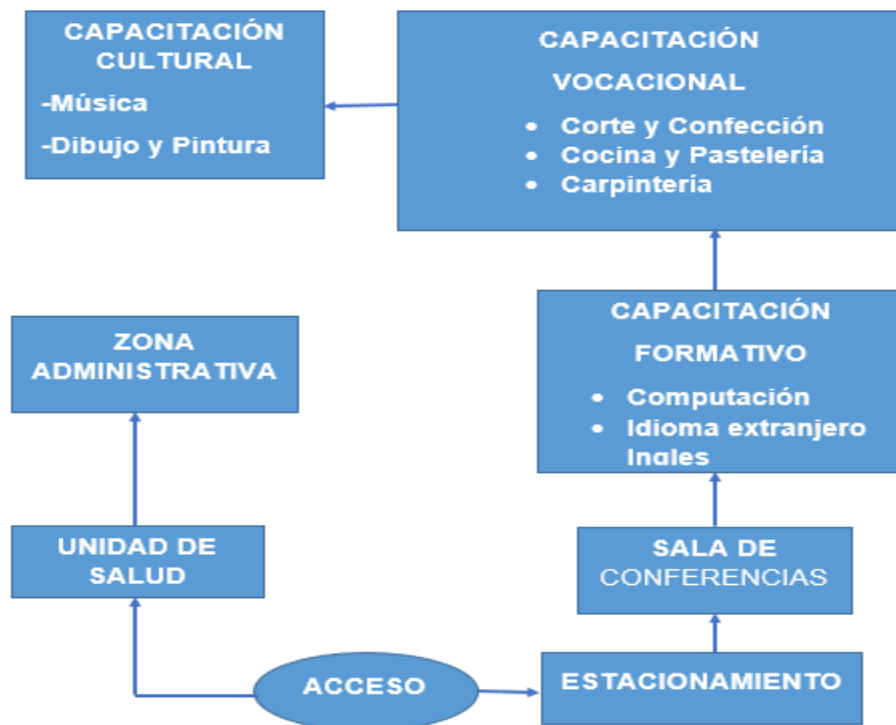 CAPACITACIÓN
CULTURAL
-Música
-Dibujo y Pintura
CAPACITACIÓN
VOCACIONAL
• Corte y Confección
• Cocina y Pastelería
• Carpintería
ZONA
ADMINISTRATIVA
CAPACITACIÓN
FORMATIVO
• Computación
• Idioma extranjero
Ingles
UNIDAD DE
SALUD
SALA DE
CONFERENCIAS
ACCESO
ESTACIONAMIENTO